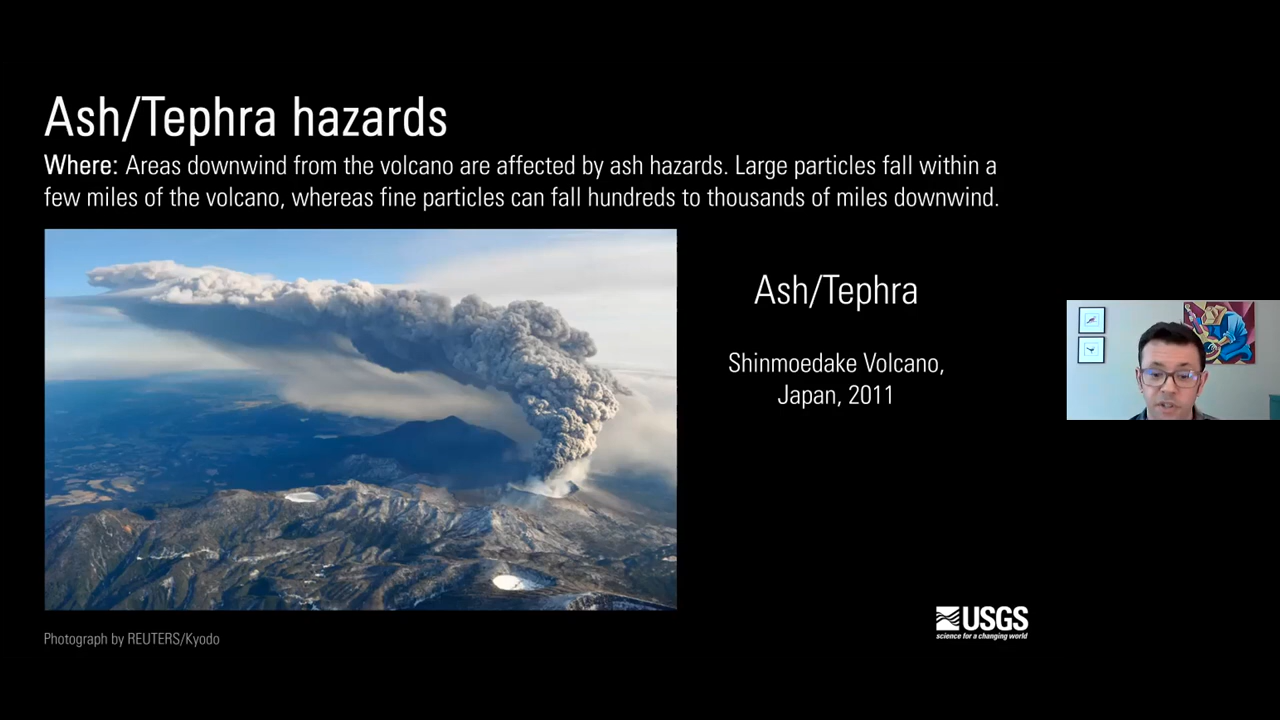 Ash/Tephra hazards
Where: Areas downwind from the volcano are affected by ash hazards. Large particles fall within a
few miles of the volcano, whereas fine particles can fall hundreds to thousands of miles downwind.
Ash/Tephra
Shinmoedake Volcano,
Japan, 2011
USGS
science for a changing world
Photograph by REUTERS/Kyodo